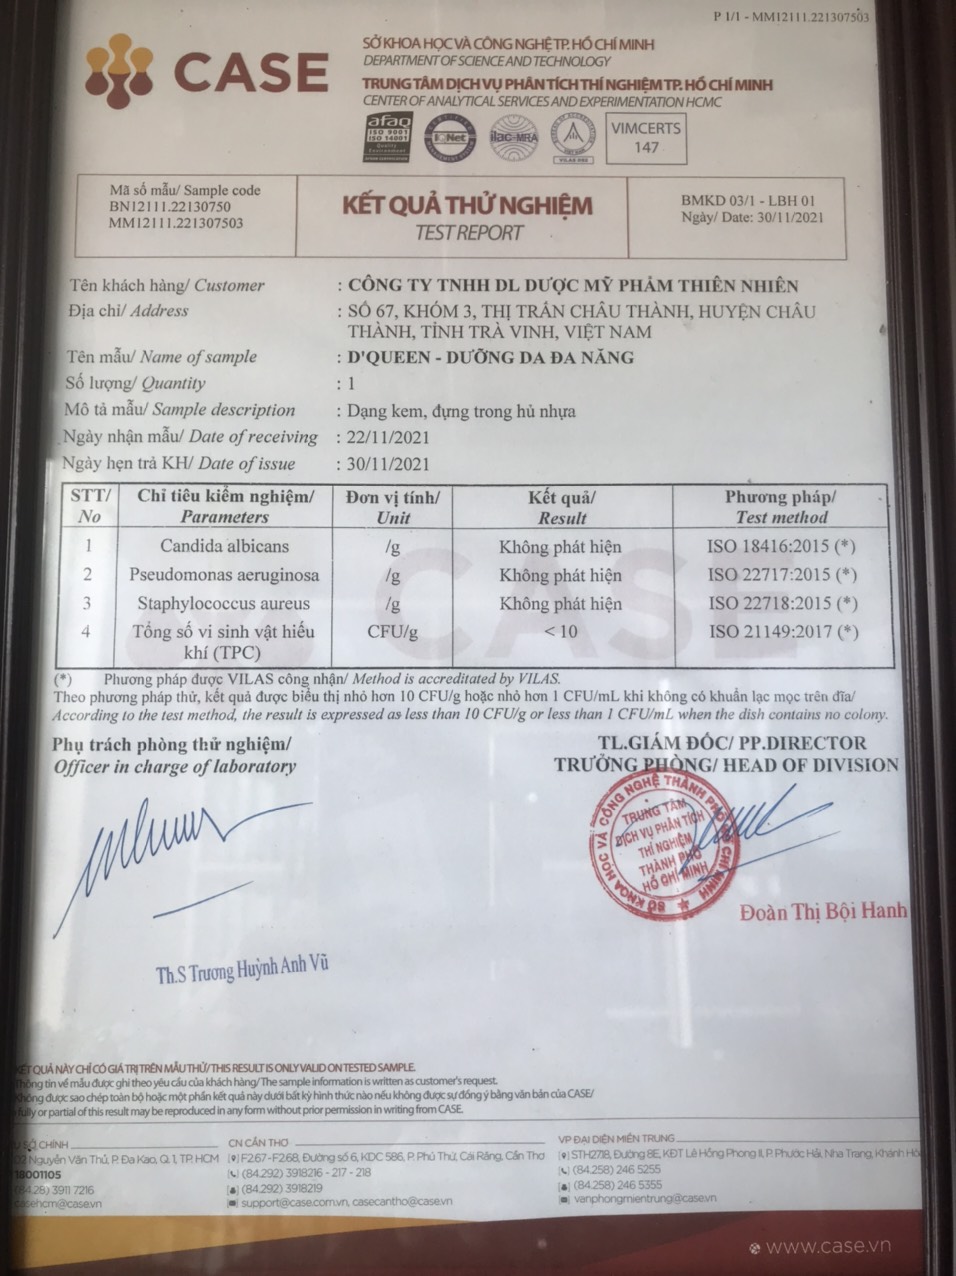 P 1/1 - MM12111.221307503
CASE
SỞ KHOA HỌC VÀ CÔNG NGHỆ TP. HỒ CHÍ MINH
DEPARTMENT OF SCIENCE AND TECHNOLOGY
TRUNG TÂM DỊCH VỤ PHÂN TÍCH THÍ NGHIỆM TP. HỒ CHÍ MINH
CENTER OF ANALYTICAL SERVICES AND EXPERIMENTATION HCMC
afaq
ISO 9001
ISO 14001
Quality
Environnement
IQNet
ilac-MRA
VIMCERTS
147
Mã số mẫu/ Sample code
BN12111.22130750
MM12111.221307503
KẾT QUẢ THỬ NGHIỆM
TEST REPORT
BMKD 03/1 - LBH 01
Ngày/ Date: 30/11/2021
Tên khách hàng/ Customer : CÔNG TY TNHH DL DƯỢC MỸ PHẨM THIÊN NHIÊN
Địa chỉ/ Address : SỐ 67, KHÓM 3, THỊ TRẤN CHÂU THÀNH, HUYỆN CHÂU
THÀNH, TỈNH TRÀ VINH, VIỆT NAM
Tên mẫu/ Name of sample : D'QUEEN - DƯỠNG DA ĐA NĂNG
Số lượng/ Quantity : 1
Mô tả mẫu/ Sample description : Dạng kem, đựng trong hủ nhựa
Ngày nhận mẫu/ Date of receiving : 22/11/2021
Ngày hẹn trả KH/ Date of issue : 30/11/2021
STT/ Chỉ tiêu kiểm nghiệm/ Đơn vị tính/ Kết quả/ Phương pháp/
No Parameters Unit Result Test method
1 Candida albicans /g Không phát hiện ISO 18416:2015 (*)
2 Pseudomonas aeruginosa /g Không phát hiện ISO 22717:2015 (*)
3 Staphylococcus aureus /g Không phát hiện ISO 22718:2015 (*)
4 Tổng số vi sinh vật hiếu CFU/g < 10 ISO 21149:2017 (*)
khí (TPC)
(*) Phương pháp được VILAS công nhận/ Method is accredited by VILAS.
Theo phương pháp thử, kết quả được biểu thị nhỏ hơn 10 CFU/g hoặc nhỏ hơn 1 CFU/mL khi không có khuẩn lạc mọc trên đĩa/
According to the test method, the result is expressed as less than 10 CFU/g or less than 1 CFU/mL when the dish contains no colony.
Phụ trách phòng thử nghiệm/
Officer in charge of laboratory
TL.GIÁM ĐỐC/ PP.DIRECTOR
TRƯỞNG PHÒNG/ HEAD OF DIVISION
SỞ KHOA HỌC VÀ CÔNG NGHỆ THÀNH PHỐ HỒ CHÍ MINH
TRUNG TÂM
DỊCH VỤ PHÂN TÍCH
THÍ NGHIỆM
THÀNH PHỐ
HỒ CHÍ MINH
Đoàn Thị Bội Hanh
Th.S Trương Huỳnh Anh Vũ
KẾT QUẢ NÀY CHỈ CÓ GIÁ TRỊ TRÊN MẪU THỬ/ THIS RESULT IS ONLY VALID ON TESTED SAMPLE.
Thông tin về mẫu được ghi theo yêu cầu của khách hàng/ The sample information is written as customer's request.
Không được sao chép toàn bộ hoặc một phần kết quả này dưới bất kỳ hình thức nào nếu không được sự đồng ý bằng văn bản của CASE/
fully or partial of this result may be reproduced in any form without prior permission in writing from CASE.
SỞ CHÍNH
Nguyễn Văn Thủ, P. Đa Kao, Q. 1, TP. HCM
18001105
(84.28) 3911 7216
casehcm@case.vn
CN CẦN THƠ
F2.67-F2.68, Đường số 6, KDC 586, P. Phú Thứ, Cái Răng, Cần Thơ
(84.292) 3918216 - 217 - 218
(84.292) 3918219
support@case.com.vn, casecantho@case.vn
VP ĐẠI DIỆN MIỀN TRUNG
STH27.18, Đường 8E, KĐT Lê Hồng Phong II, P. Phước Hải, Nha Trang, Khánh
(84.258) 246 5255
(84.258) 246 5355
vanphongmientrung@case.vn
www.case.vn